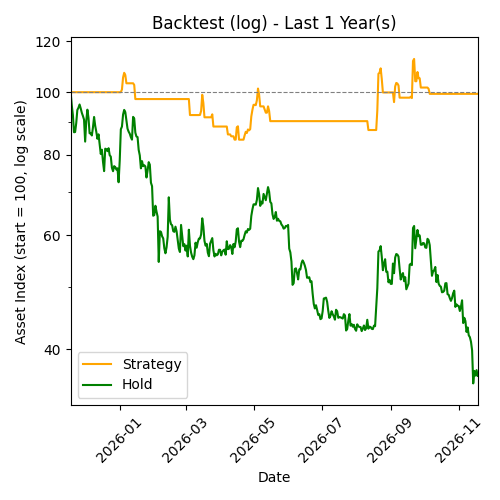 Backtest (log) - Last 1 Year(s)
120
100
80
60
40
Asset Index (start = 100, log scale)
Strategy
Hold
2026-01
2026-03
2026-05
2026-07
2026-09
2026-11
Date